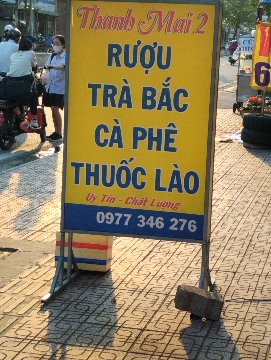 Thanh Mai 2
RƯỢU
TRÀ BẮC
CÀ PHÊ
THUỐC LÀO
Uy Tín - Chất Lượng
0977 346 276